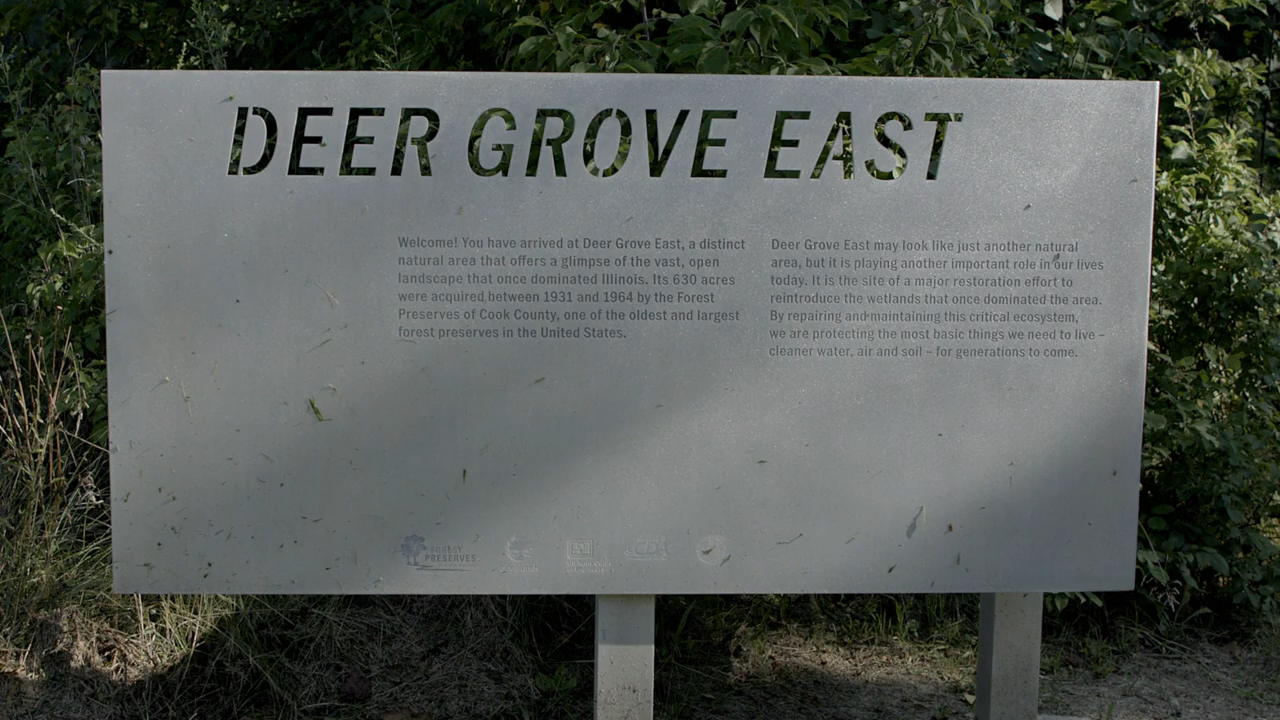 DEER GROVE EAST
Welcome! You have arrived at Deer Grove East, a distinct
natural area that offers a glimpse of the vast, open
landscape that once dominated Illinois. Its 630 acres
were acquired between 1931 and 1964 by the Forest
Preserves of Cook County, one of the oldest and largest
forest preserves in the United States.
Deer Grove East may look like just another natural
area, but it is playing another important role in our lives
today. It is the site of a major restoration effort to
reintroduce the wetlands that once dominated the area.
By repairing and maintaining this critical ecosystem,
we are protecting the most basic things we need to live –
cleaner water, air and soil – for generations to come.
FOREST
PRESERVES
CDA